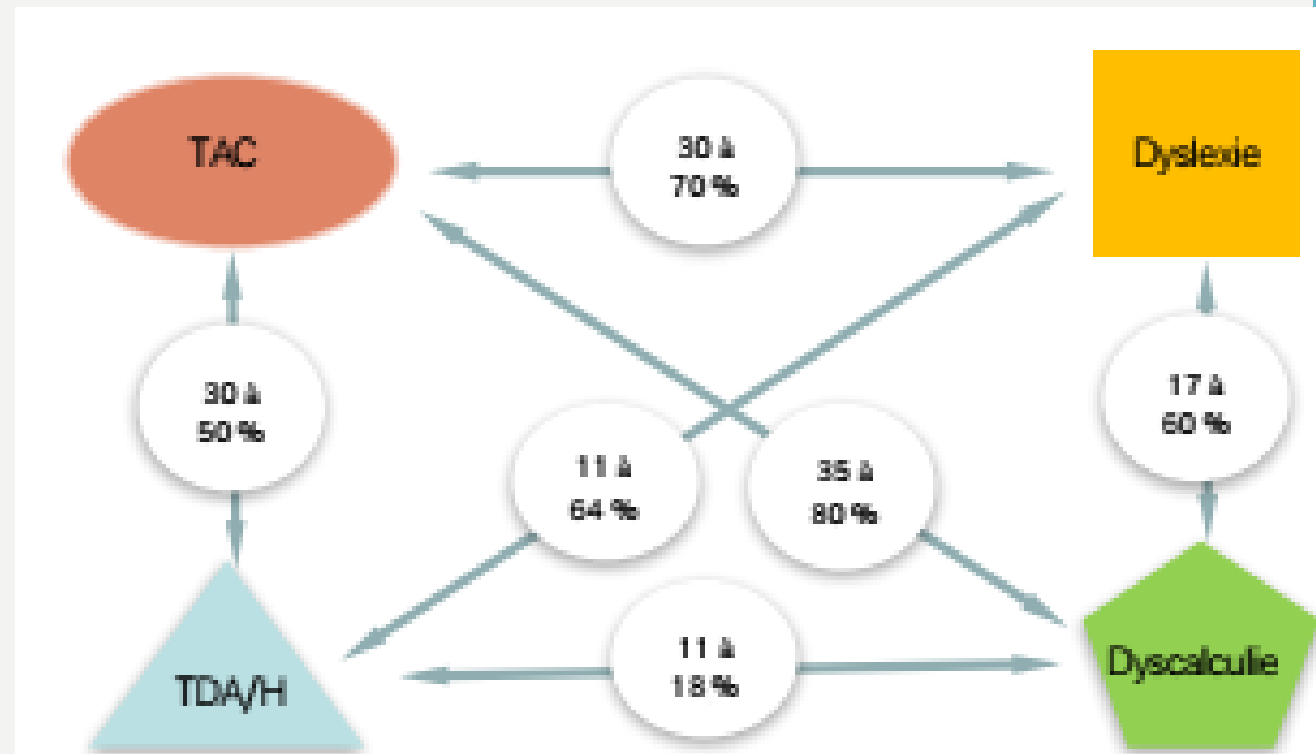 TAC
30 à
70 %
Dyslexie
30 à
50 %
17 à
60 %
11 à
64 %
35 à
80 %
TDA/H
11 à
18 %
Dyscalculie